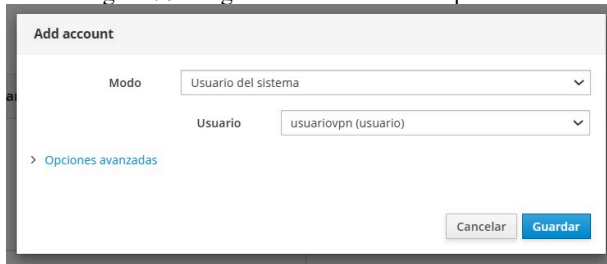 Add account
Modo Usuario del sistema
Usuario usuariovpn (usuario)
Opciones avanzadas
Cancelar Guardar